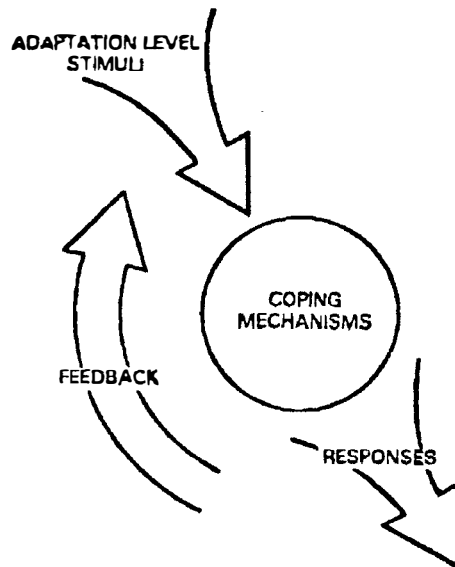 ADAPTATION LEVEL
STIMULI
COPING
MECHANISMS
FEEDBACK
RESPONSES